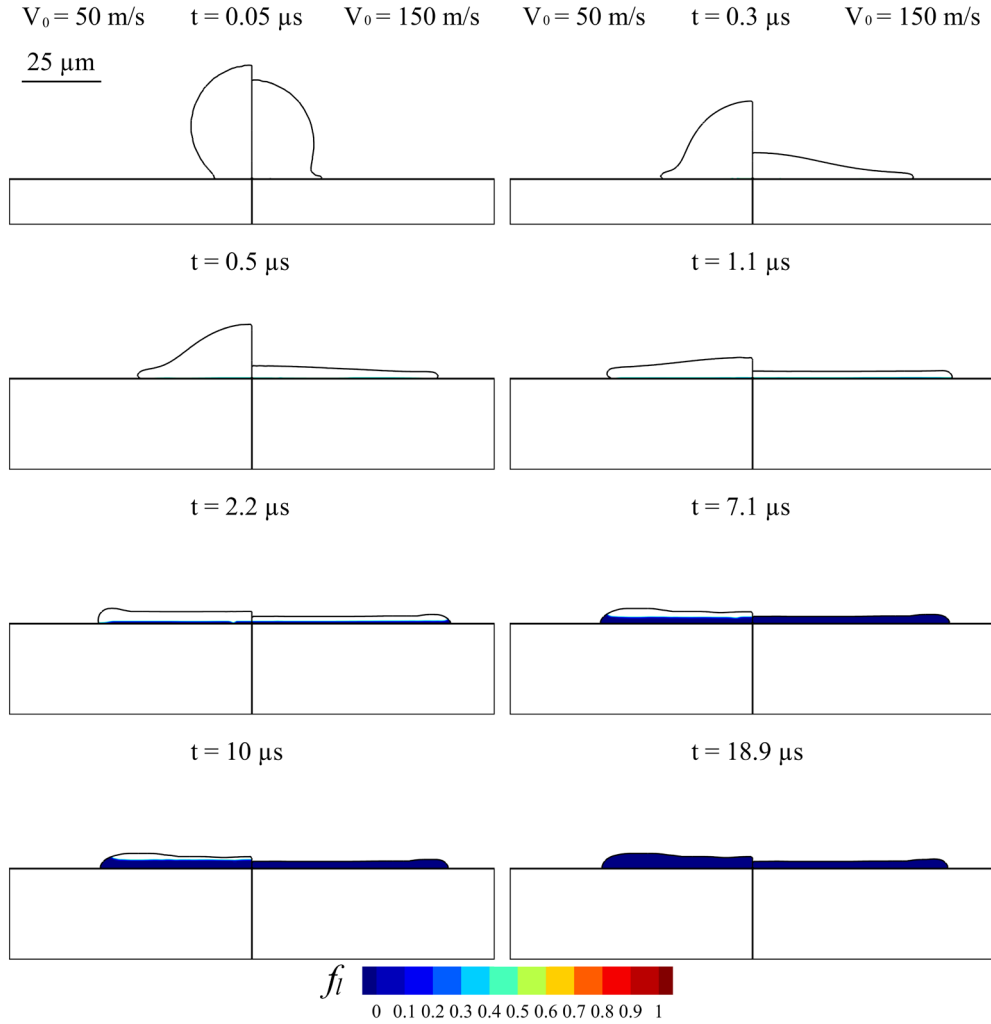 V₀ = 50 m/s t = 0.05 µs V₀ = 150 m/s V₀ = 50 m/s t = 0.3 µs V₀ = 150 m/s
25 µm
t = 0.5 µs t = 1.1 µs
t = 2.2 µs t = 7.1 µs
t = 10 µs t = 18.9 µs
fₗ
0 0.1 0.2 0.3 0.4 0.5 0.6 0.7 0.8 0.9 1